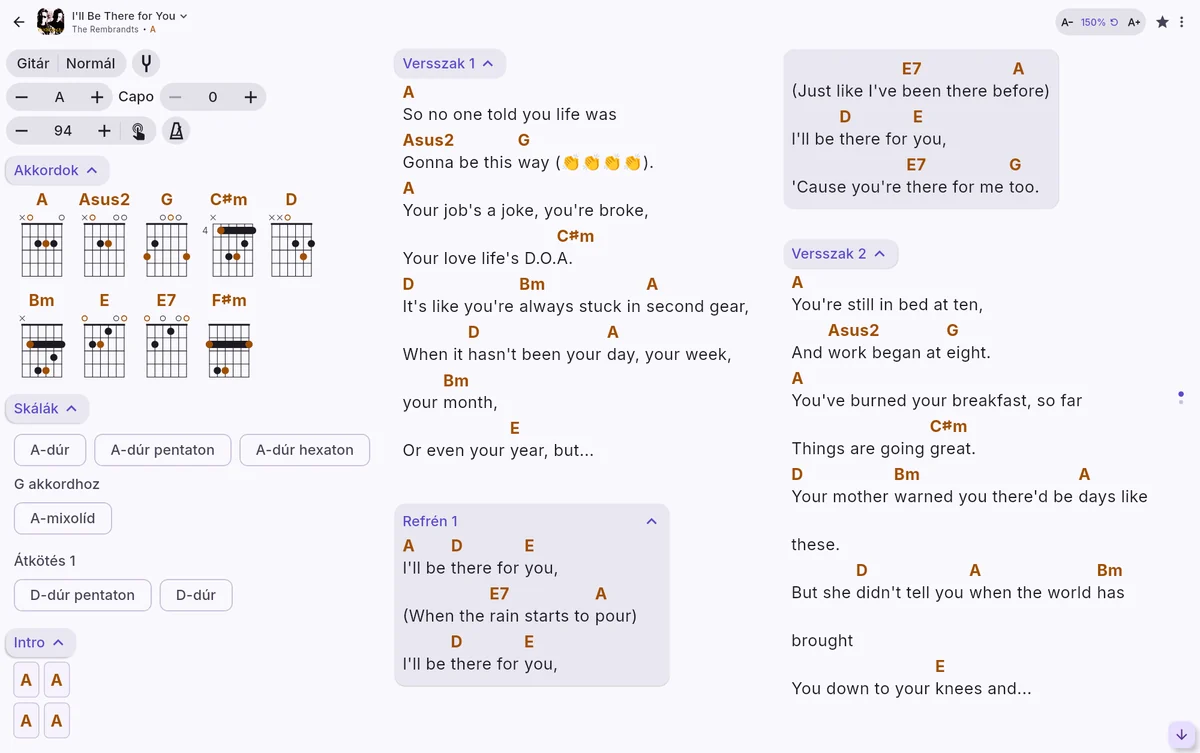 I'll Be There for You
The Rembrandts • A
A- 150% A+
Gitár Normál
− A + Capo − 0 +
− 94 +
Akkordok
A Asus2 G C#m D
4
Bm E E7 F#m
Skálák
A-dúr A-dúr pentaton A-dúr hexaton
G akkordhoz
A-mixolíd
Átkötés 1
D-dúr pentaton D-dúr
Intro
A A
A A
Versszak 1
A
So no one told you life was
Asus2 G
Gonna be this way (👏👏👏👏).
A
Your job's a joke, you're broke,
C#m
Your love life's D.O.A.
D Bm A
It's like you're always stuck in second gear,
D A
When it hasn't been your day, your week,
Bm
your month,
E
Or even your year, but...
Refrén 1
A D E
I'll be there for you,
E7 A
(When the rain starts to pour)
D E
I'll be there for you,
E7 A
(Just like I've been there before)
D E
I'll be there for you,
E7 G
'Cause you're there for me too.
Versszak 2
A
You're still in bed at ten,
Asus2 G
And work began at eight.
A
You've burned your breakfast, so far
C#m
Things are going great.
D Bm A
Your mother warned you there'd be days like
these.
D A Bm
But she didn't tell you when the world has
brought
E
You down to your knees and...